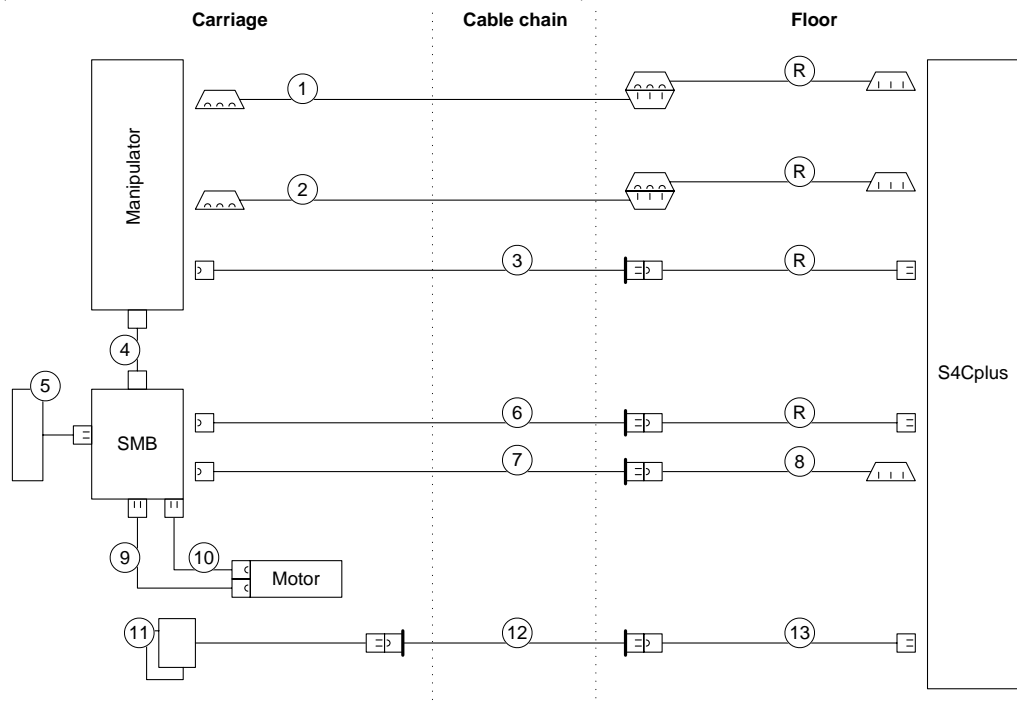 Carriage
Cable chain
Floor
1
R
2
R
Manipulator
3
R
4
S4Cplus
5
6
R
SMB
7
8
9
10
Motor
11
12
13